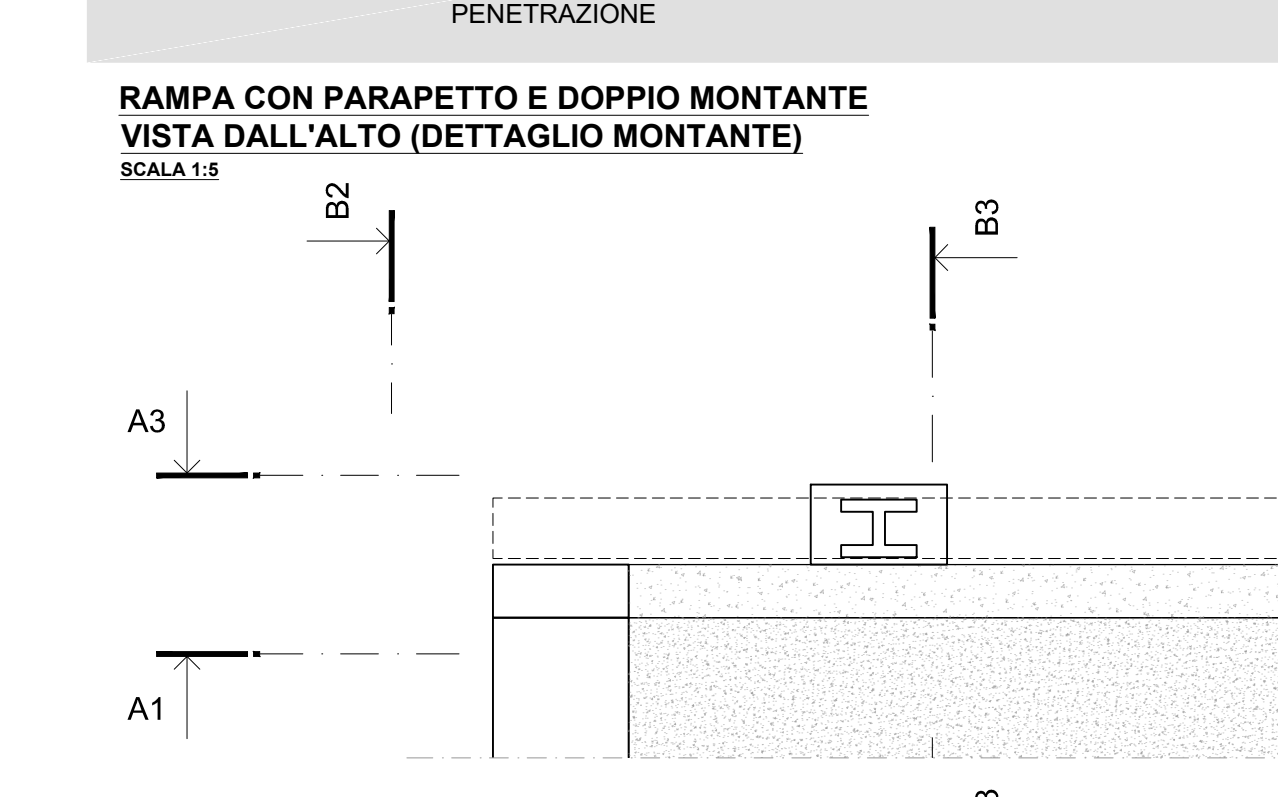 PENETRAZIONE
RAMPA CON PARAPETTO E DOPPIO MONTANTE
VISTA DALL'ALTO (DETTAGLIO MONTANTE)
SCALA 1:5
B2
B3
A3
A1